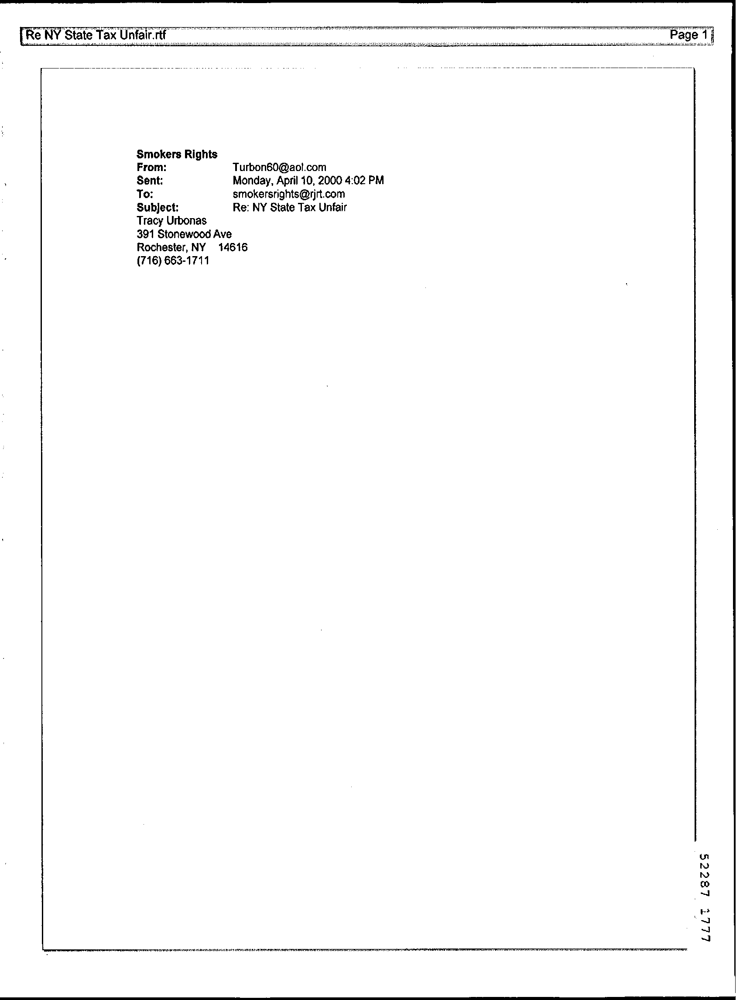 Re NY State Tax Unfair.rtf Page 1
Smokers Rights
From: Turbon60@aol.com
Sent: Monday, April 10, 2000 4:02 PM
To: smokersrights@rjrt.com
Subject: Re: NY State Tax Unfair
Tracy Urbonas
391 Stonewood Ave
Rochester, NY 14616
(716) 663-1711
52287 1777